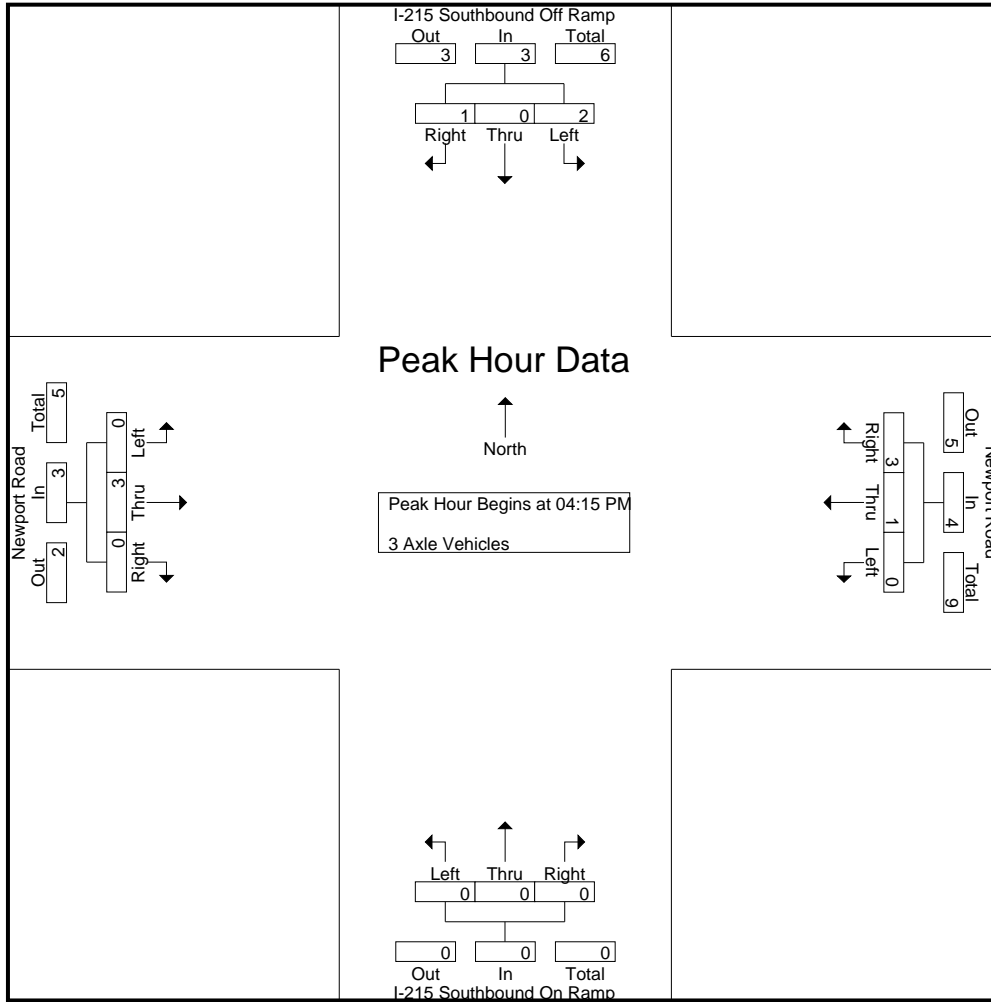 I-215 Southbound Off Ramp
Out In Total
3 3 6
1 0 2
Right Thru Left
Peak Hour Data
North
Peak Hour Begins at 04:15 PM
3 Axle Vehicles
Newport Road
Out In Total
2 3 5
Right Thru Left
0 3 0
Newport Road
Out In Total
5 4 9
Right Thru Left
3 1 0
Left Thru Right
0 0 0
0 0 0
Out In Total
I-215 Southbound On Ramp